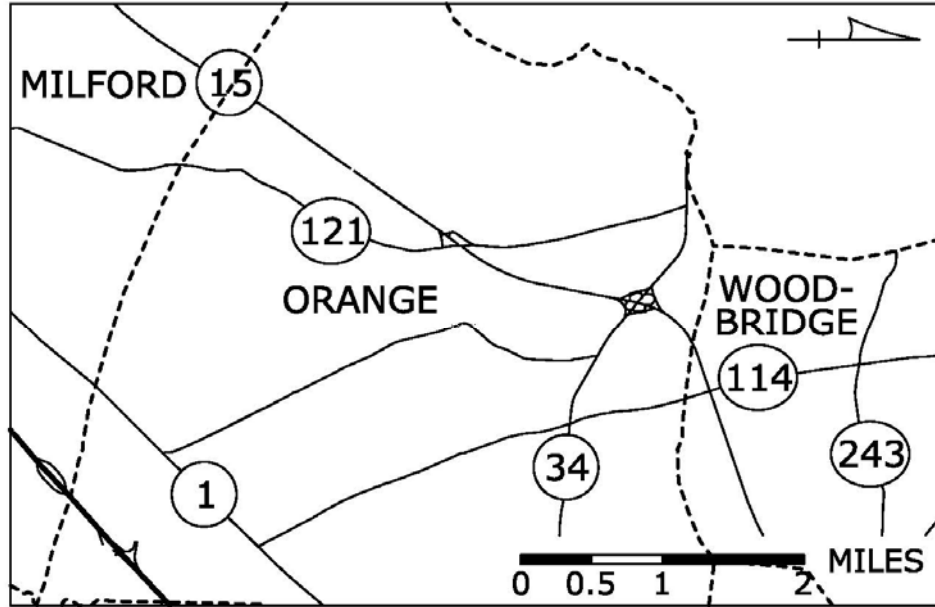 15
MILFORD
121
ORANGE
WOOD-
BRIDGE
114
1
34
243
0 0.5 1 2 MILES